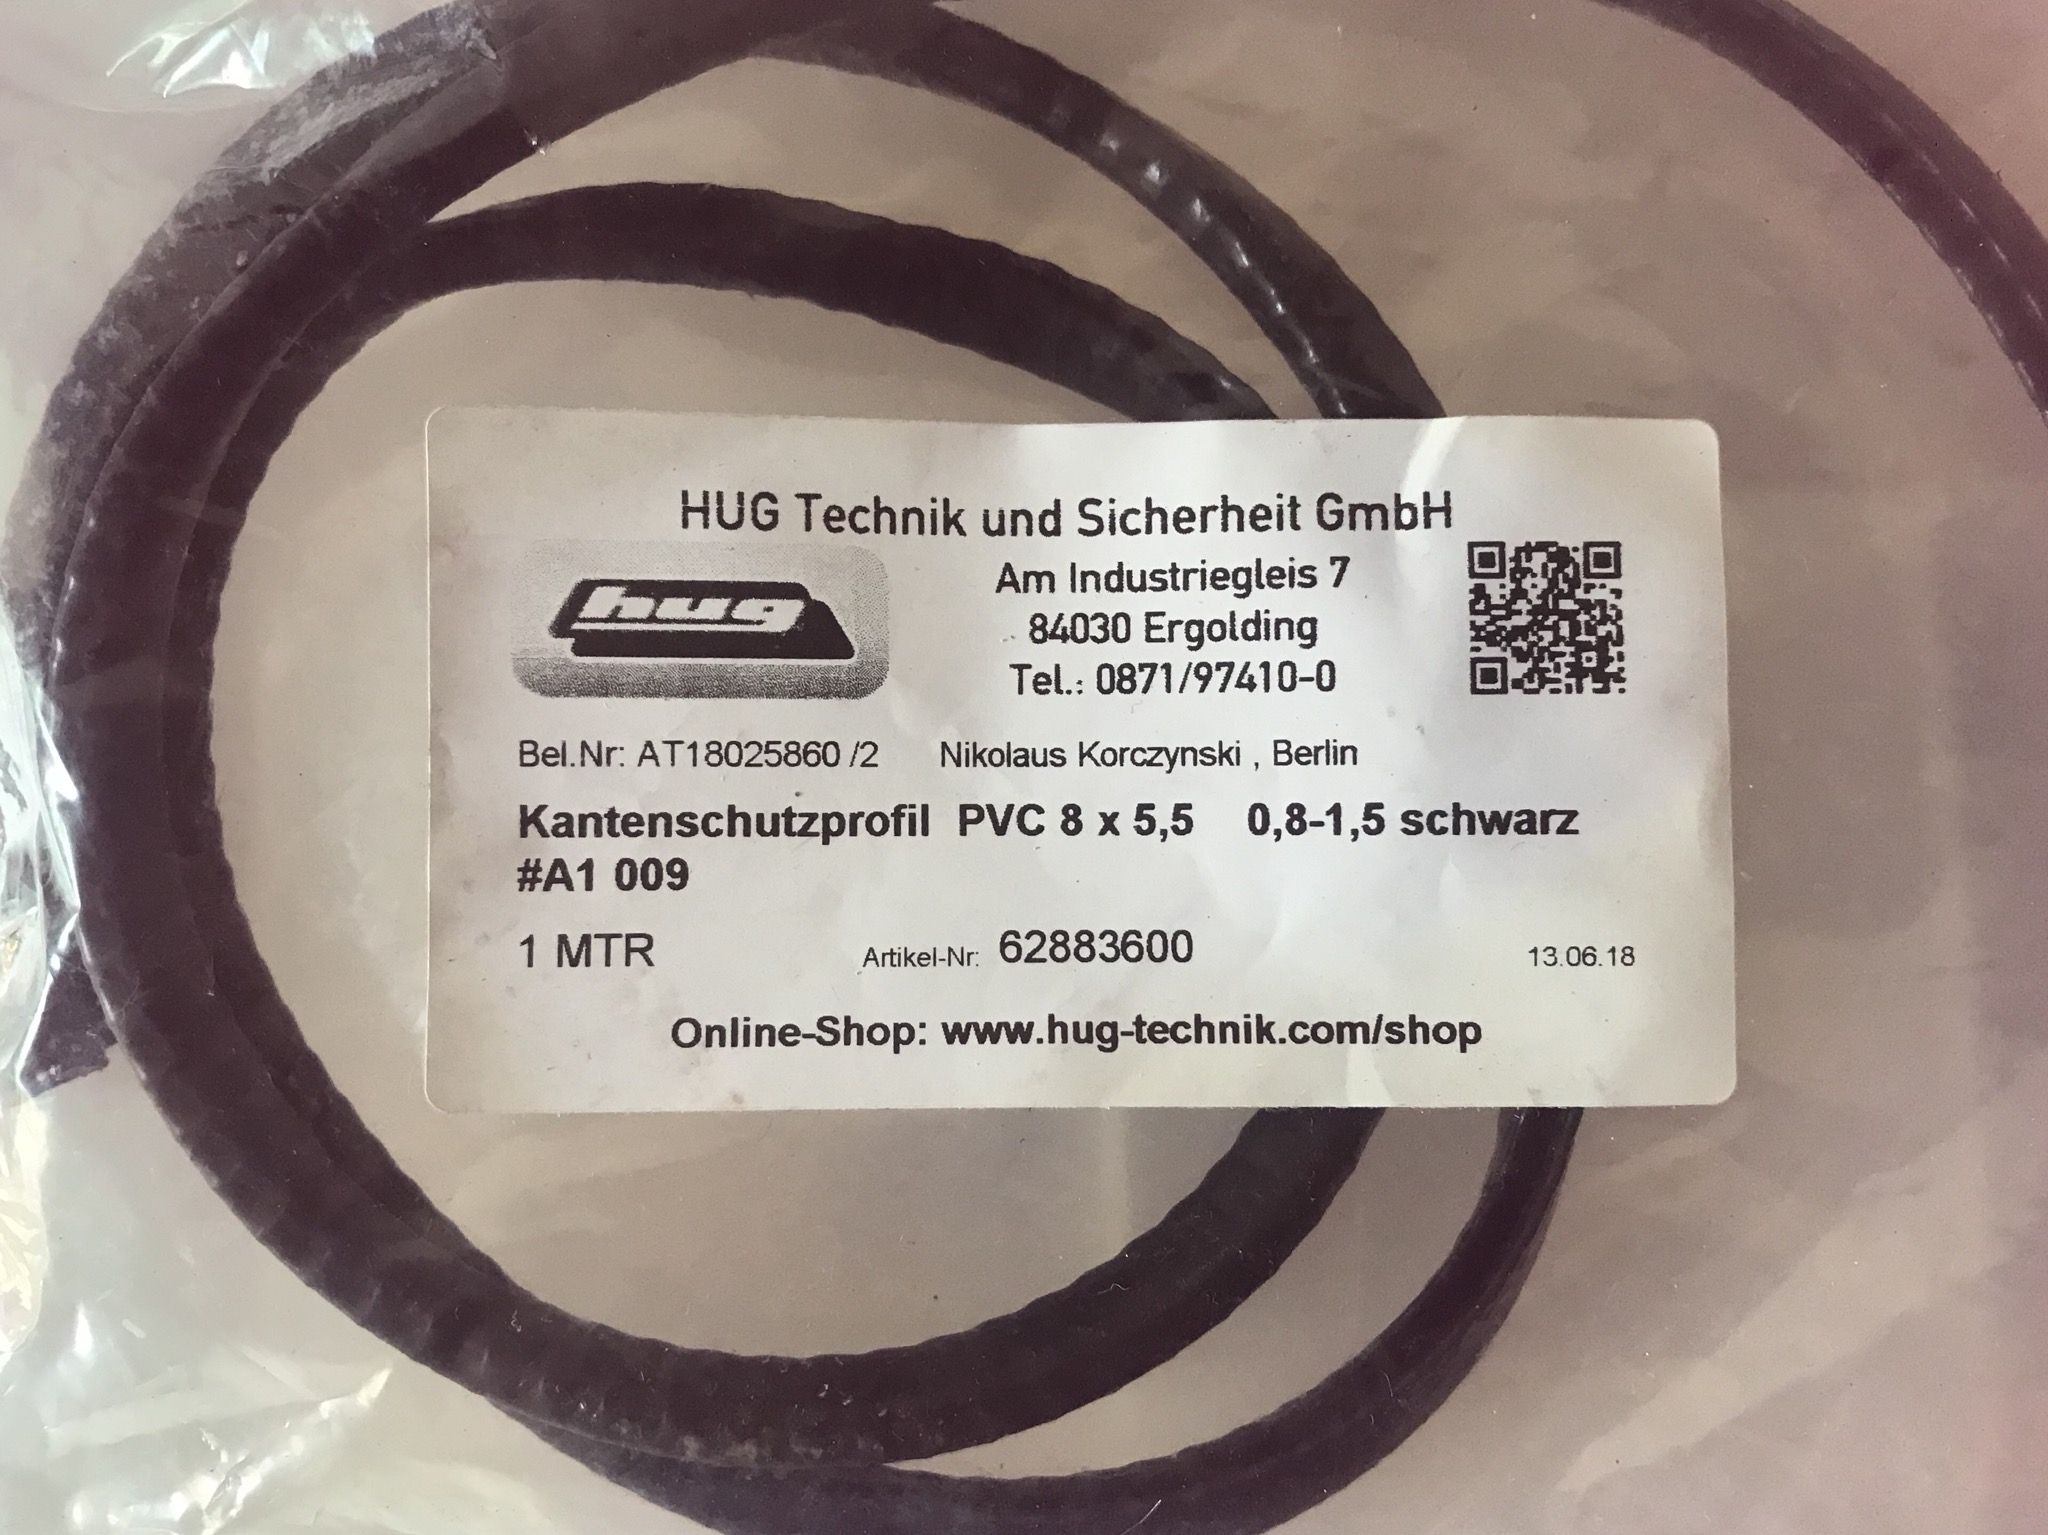 HUG Technik und Sicherheit GmbH
hug
Am Industriegleis 7
84030 Ergolding
Tel.: 0871/97410-0
Bel.Nr: AT18025860 /2 Nikolaus Korczynski , Berlin
Kantenschutzprofil PVC 8 x 5,5 0,8-1,5 schwarz
#A1 009
1 MTR Artikel-Nr: 62883600 13.06.18
Online-Shop: www.hug-technik.com/shop